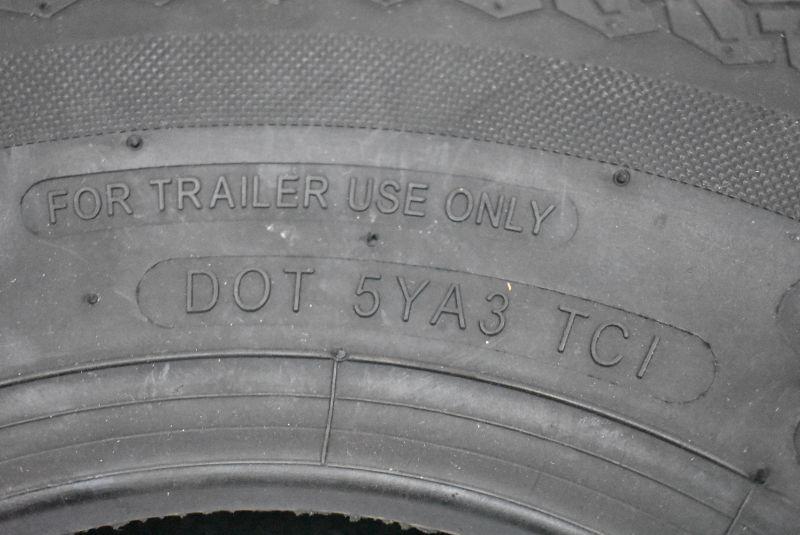 FOR TRAILER USE ONLY
DOT 5YA3 TCI